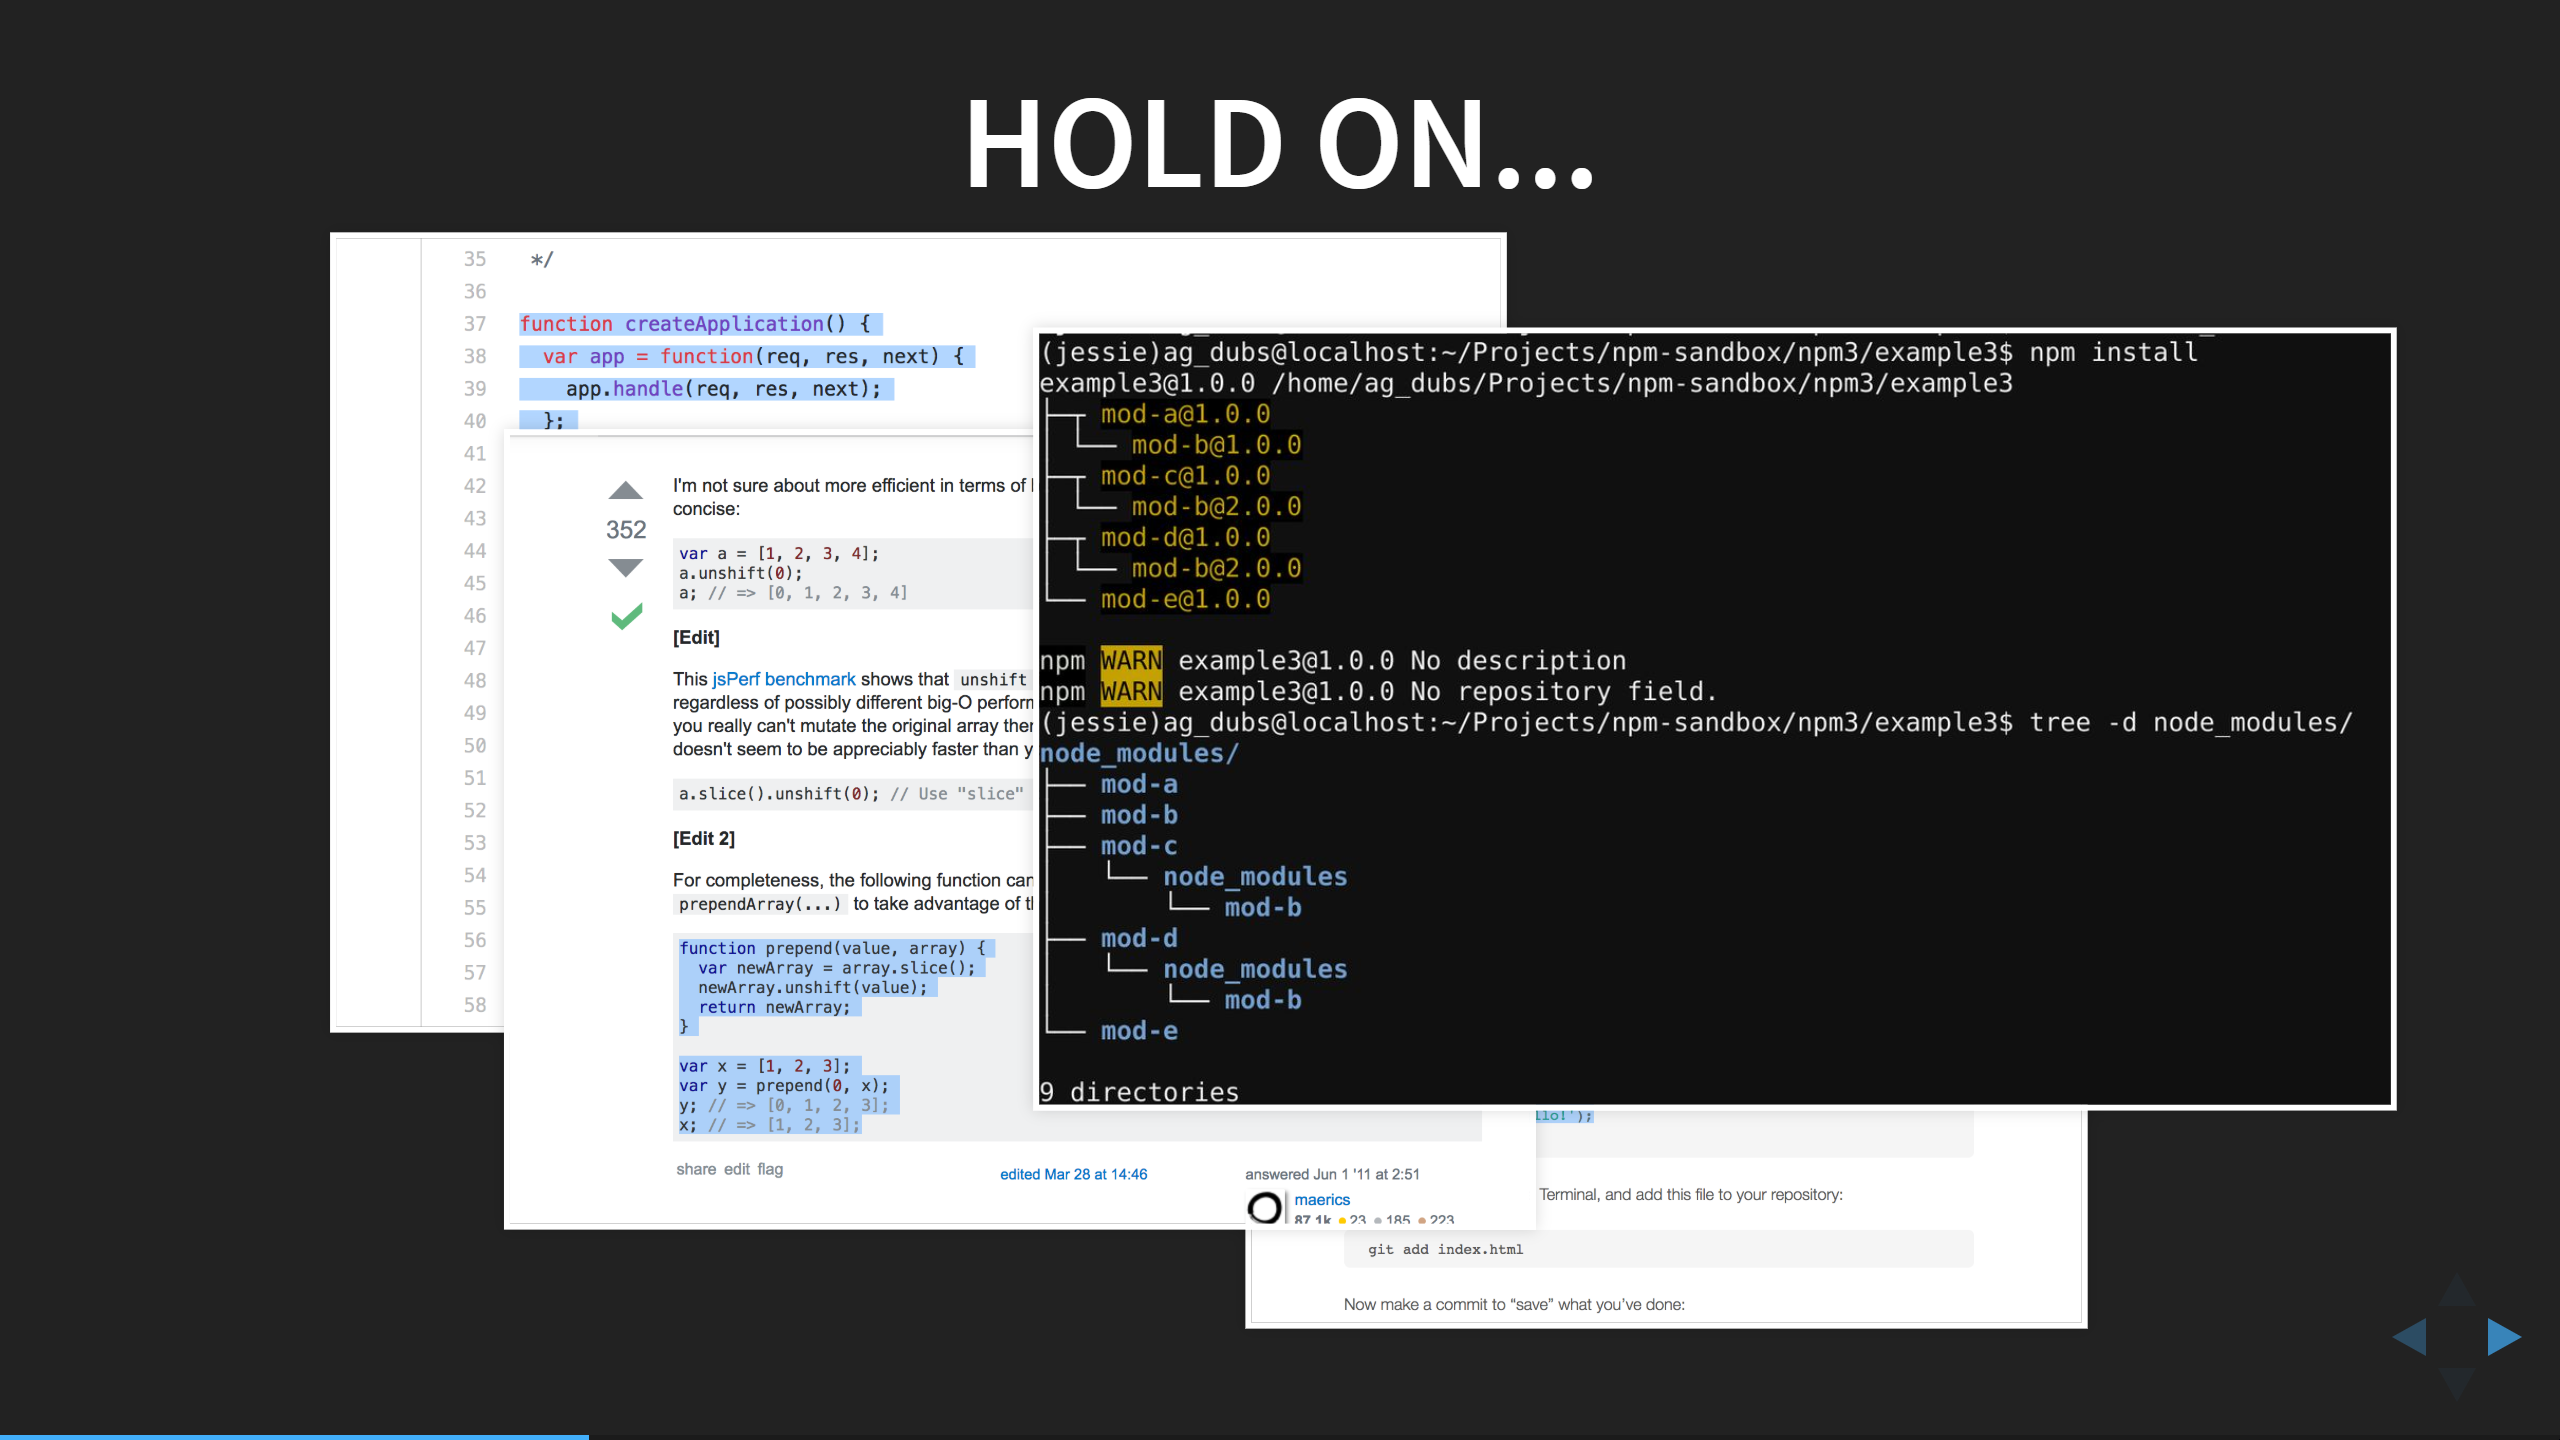 HOLD ON...
35 */
36
37 function createApplication() {
38 var app = function(req, res, next) {
39 app.handle(req, res, next);
40 };
41
42
43
44
45
46
47
48
49
50
51
52
53
54
55
56
57
58
I'm not sure about more efficient in terms of
concise:
352
var a = [1, 2, 3, 4];
a.unshift(0);
a; // => [0, 1, 2, 3, 4]
[Edit]
This jsPerf benchmark shows that unshift
regardless of possibly different big-O perform
you really can't mutate the original array then
doesn't seem to be appreciably faster than y
a.slice().unshift(0); // Use "slice"
[Edit 2]
For completeness, the following function can
prependArray(...) to take advantage of th
function prepend(value, array) {
var newArray = array.slice();
newArray.unshift(value);
return newArray;
}
var x = [1, 2, 3];
var y = prepend(0, x);
y; // => [0, 1, 2, 3];
x; // => [1, 2, 3];
share edit flag
edited Mar 28 at 14:46
answered Jun 1 '11 at 2:51
maerics
87.1k 23 185 223
(jessie)ag_dubs@localhost:~/Projects/npm-sandbox/npm3/example3$ npm install
example3@1.0.0 /home/ag_dubs/Projects/npm-sandbox/npm3/example3
├─┬ mod-a@1.0.0
│ └── mod-b@1.0.0
├─┬ mod-c@1.0.0
│ └── mod-b@2.0.0
├─┬ mod-d@1.0.0
│ └── mod-b@2.0.0
└── mod-e@1.0.0
npm WARN example3@1.0.0 No description
npm WARN example3@1.0.0 No repository field.
(jessie)ag_dubs@localhost:~/Projects/npm-sandbox/npm3/example3$ tree -d node_modules/
node_modules/
├── mod-a
├── mod-b
├── mod-c
│   └── node_modules
│       └── mod-b
├── mod-d
│   └── node_modules
│       └── mod-b
└── mod-e
9 directories
llo!');
Terminal, and add this file to your repository:
git add index.html
Now make a commit to “save” what you’ve done: